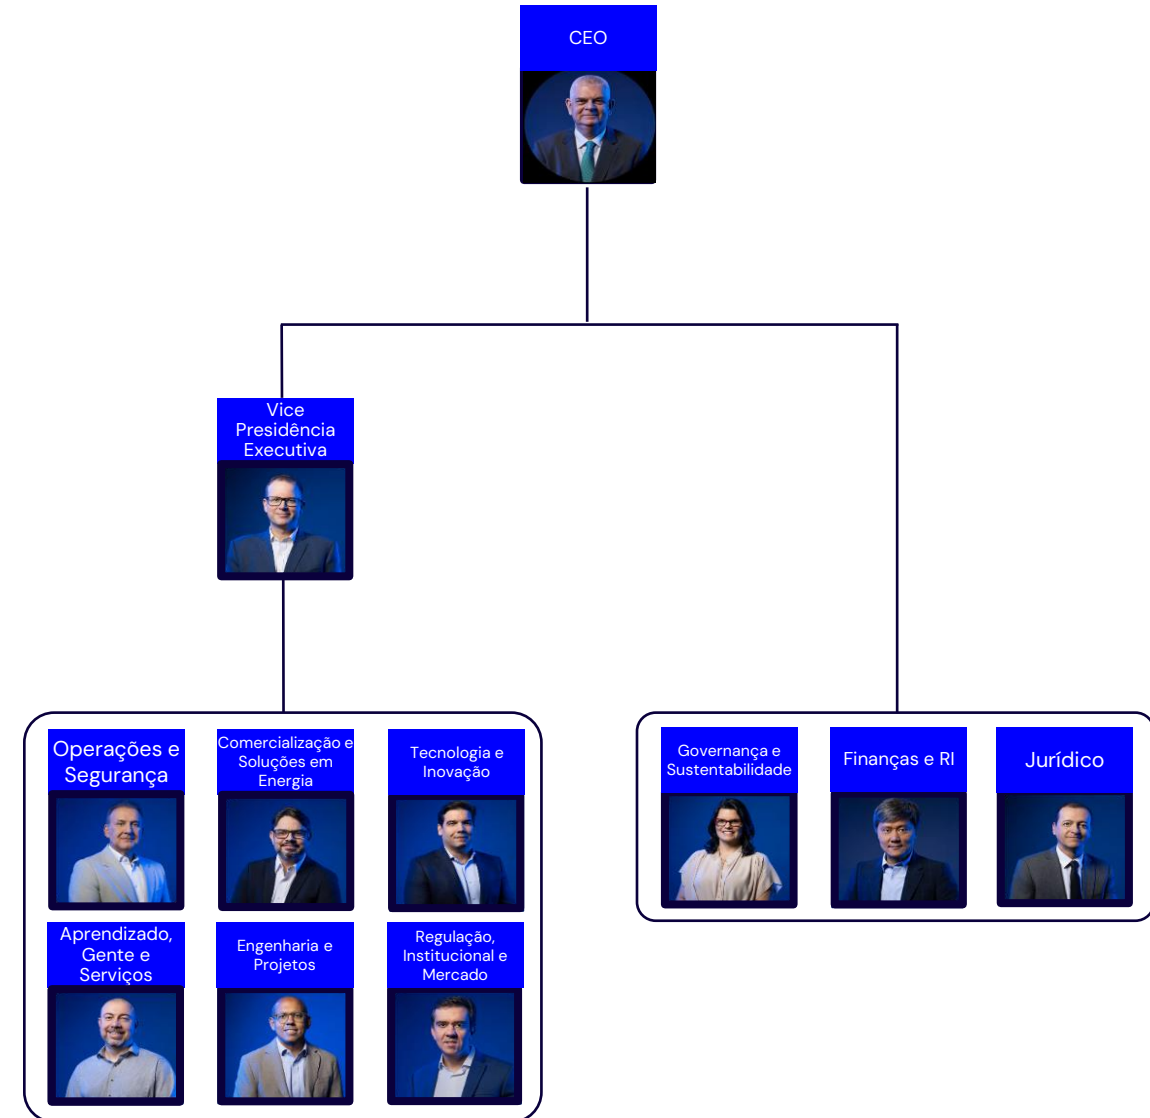 CEO
Vice
Presidência
Executiva
Operações e
Segurança
Comercialização e
Soluções em
Energia
Tecnologia e
Inovação
Governança e
Sustentabilidade
Finanças e RI
Jurídico
Aprendizado,
Gente e
Serviços
Engenharia e
Projetos
Regulação,
Institucional e
Mercado